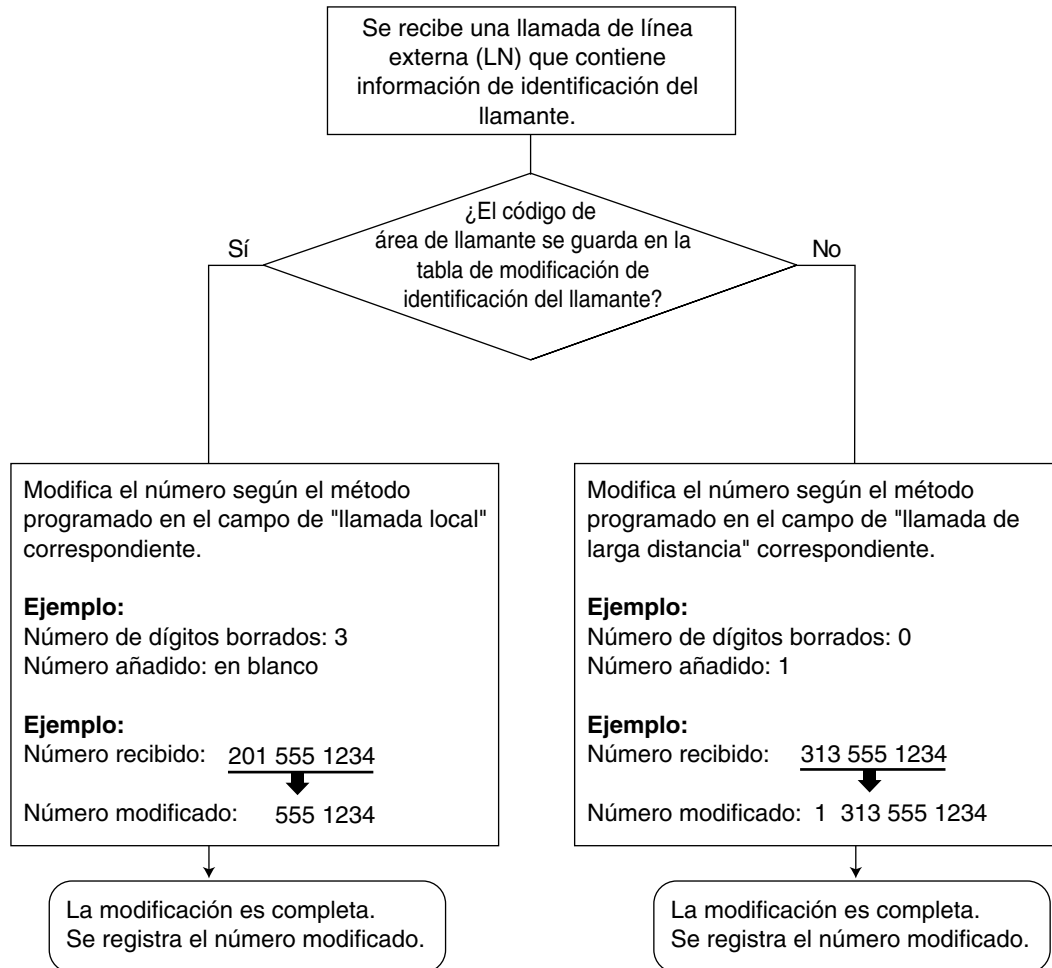 Se recibe una llamada de línea
externa (LN) que contiene
información de identificación del
llamante.
¿El código de
área de llamante se guarda en la
tabla de modificación de
identificación del llamante?
Sí
No
Modifica el número según el método
programado en el campo de "llamada local"
correspondiente.
Ejemplo:
Número de dígitos borrados: 3
Número añadido: en blanco
Ejemplo:
Número recibido: 201 555 1234
Número modificado: 555 1234
La modificación es completa.
Se registra el número modificado.
Modifica el número según el método
programado en el campo de "llamada de
larga distancia" correspondiente.
Ejemplo:
Número de dígitos borrados: 0
Número añadido: 1
Ejemplo:
Número recibido: 313 555 1234
Número modificado: 1 313 555 1234
La modificación es completa.
Se registra el número modificado.